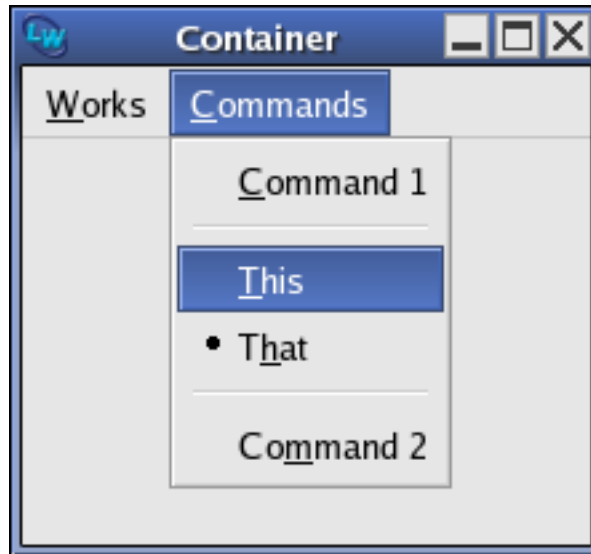 LW Container
Works Commands
Command 1
This
That
Command 2